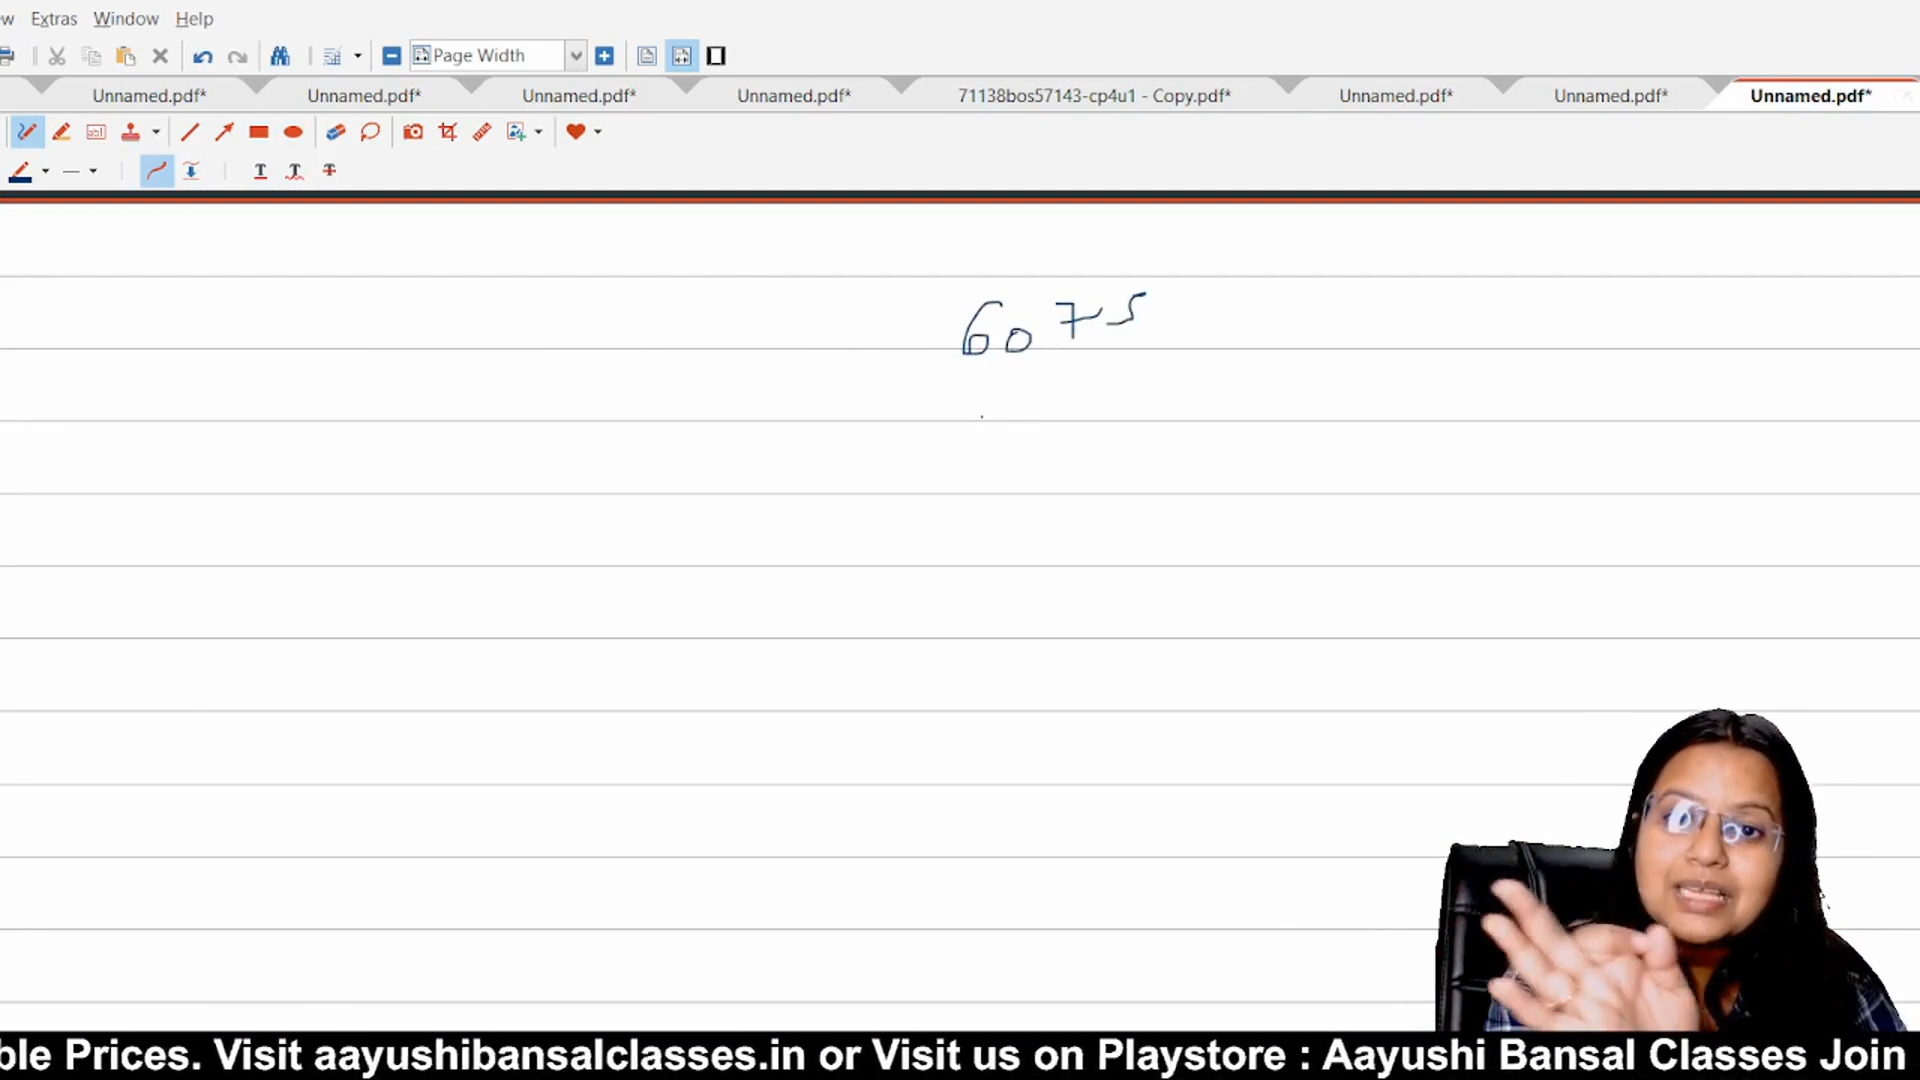 w Extras Window Help
Page Width
Unnamed.pdf* Unnamed.pdf* Unnamed.pdf* Unnamed.pdf* 71138bos57143-cp4u1 - Copy.pdf* Unnamed.pdf* Unnamed.pdf* Unnamed.pdf*
T T T
60 75
ble Prices. Visit aayushibansalclasses.in or Visit us on Playstore : Aayushi Bansal Classes Join